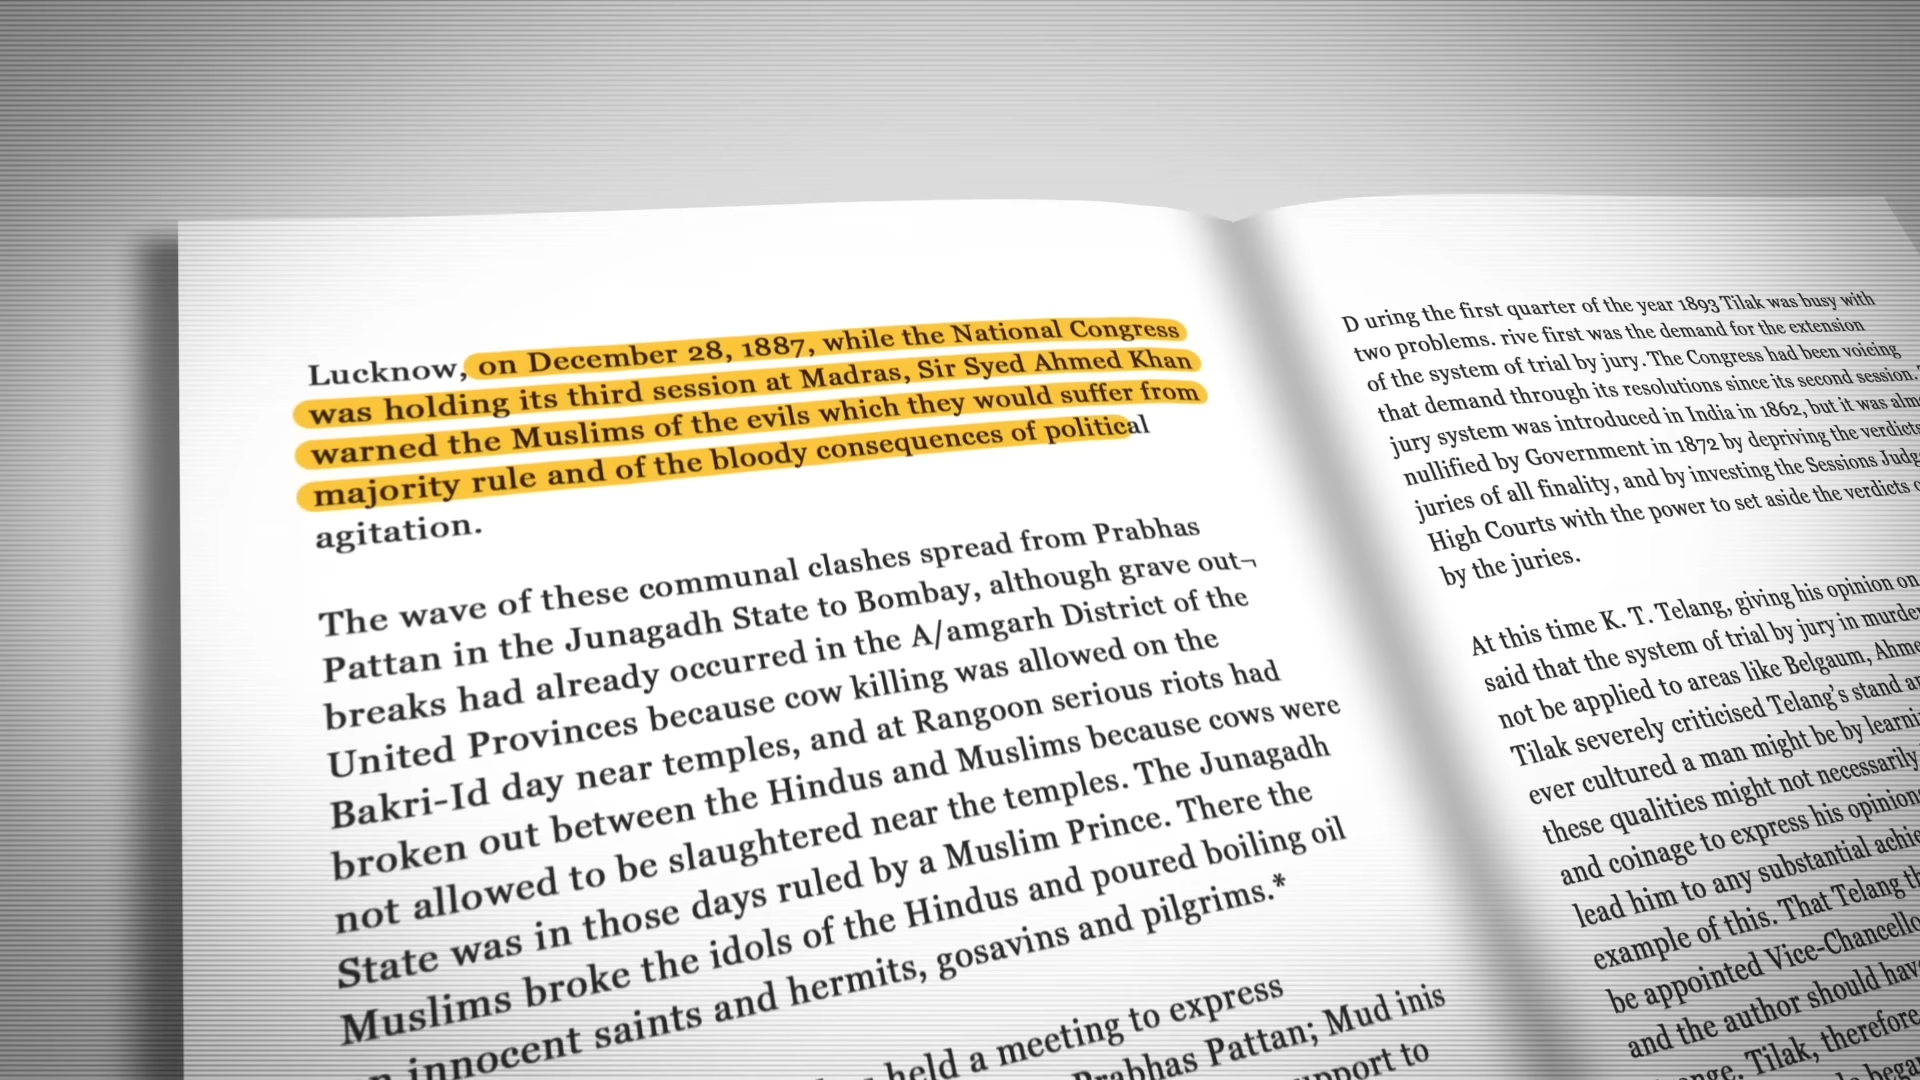 Lucknow, on December 28, 1887, while the National Congress
was holding its third session at Madras, Sir Syed Ahmed Khan
warned the Muslims of the evils which they would suffer from
majority rule and of the bloody consequences of political
agitation.
The wave of these communal clashes spread from Prabhas
Pattan in the Junagadh State to Bombay, although grave out¬
breaks had already occurred in the A/amgarh District of the
United Provinces because cow killing was allowed on the
Bakri-Id day near temples, and at Rangoon serious riots had
broken out between the Hindus and Muslims because cows were
not allowed to be slaughtered near the temples. The Junagadh
State was in those days ruled by a Muslim Prince. There the
Muslims broke the idols of the Hindus and poured boiling oil
innocent saints and hermits, gosavins and pilgrims.*
held a meeting to express
Prabhas Pattan; Mud inis
support to
D uring the first quarter of the year 1893 Tilak was busy with
two problems. rive first was the demand for the extension
of the system of trial by jury. The Congress had been voicing
that demand through its resolutions since its second session.
jury system was introduced in India in 1862, but it was
nullified by Government in 1872 by depriving the verdicts
juries of all finality, and by investing the Sessions
High Courts with the power to set aside the verdicts
by the juries.
At this time K. T. Telang, giving his opinion on
said that the system of trial by jury in
not be applied to areas like Belgaum,
Tilak severely criticised Telang's stand
ever cultured a man might be by
these qualities might not necessarily
and coinage to express his
lead him to any substantial
example of this. That Telang
be appointed
and the author should have
Tilak, therefore